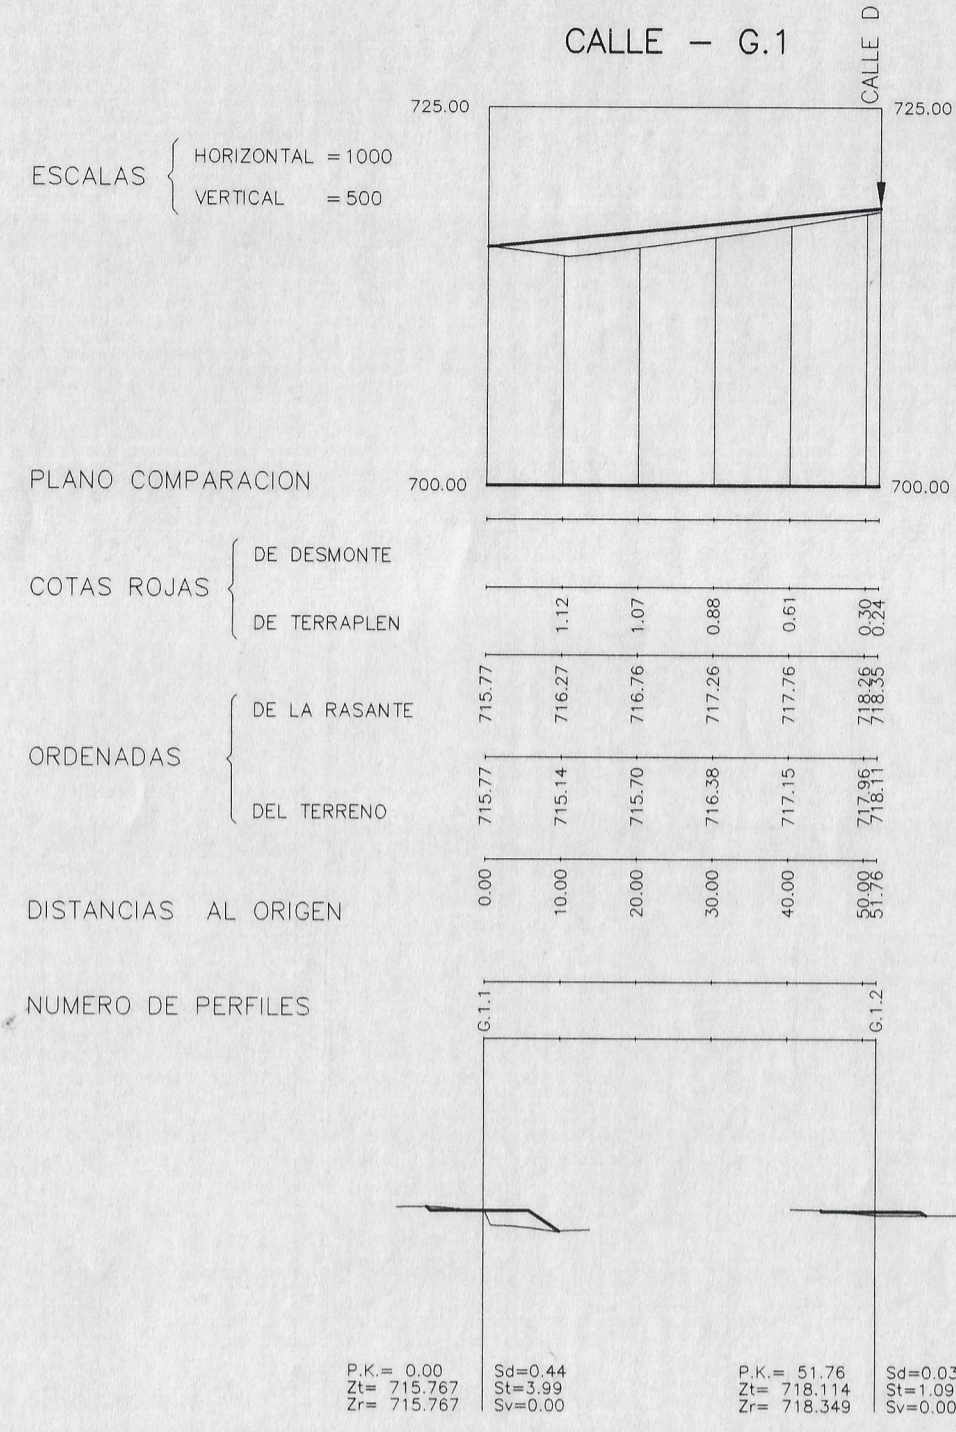 CALLE - G.1
CALLE D
725.00 725.00
ESCALAS
HORIZONTAL = 1000
VERTICAL = 500
PLANO COMPARACION 700.00 700.00
COTAS ROJAS
DE DESMONTE
DE TERRAPLEN 1.12 1.07 0.88 0.61 0.30 0.24
ORDENADAS
DE LA RASANTE 715.77 716.27 716.76 717.26 717.76 718.26 718.35
DEL TERRENO 715.77 715.14 715.70 716.38 717.15 717.96 718.11
DISTANCIAS AL ORIGEN 0.00 10.00 20.00 30.00 40.00 50.00 51.76
NUMERO DE PERFILES G.1.1 G.1.2
P.K.= 0.00 Sd=0.44
Zt= 715.767 St=3.99
Zr= 715.767 Sv=0.00
P.K.= 51.76 Sd=0.03
Zt= 718.114 St=1.09
Zr= 718.349 Sv=0.00